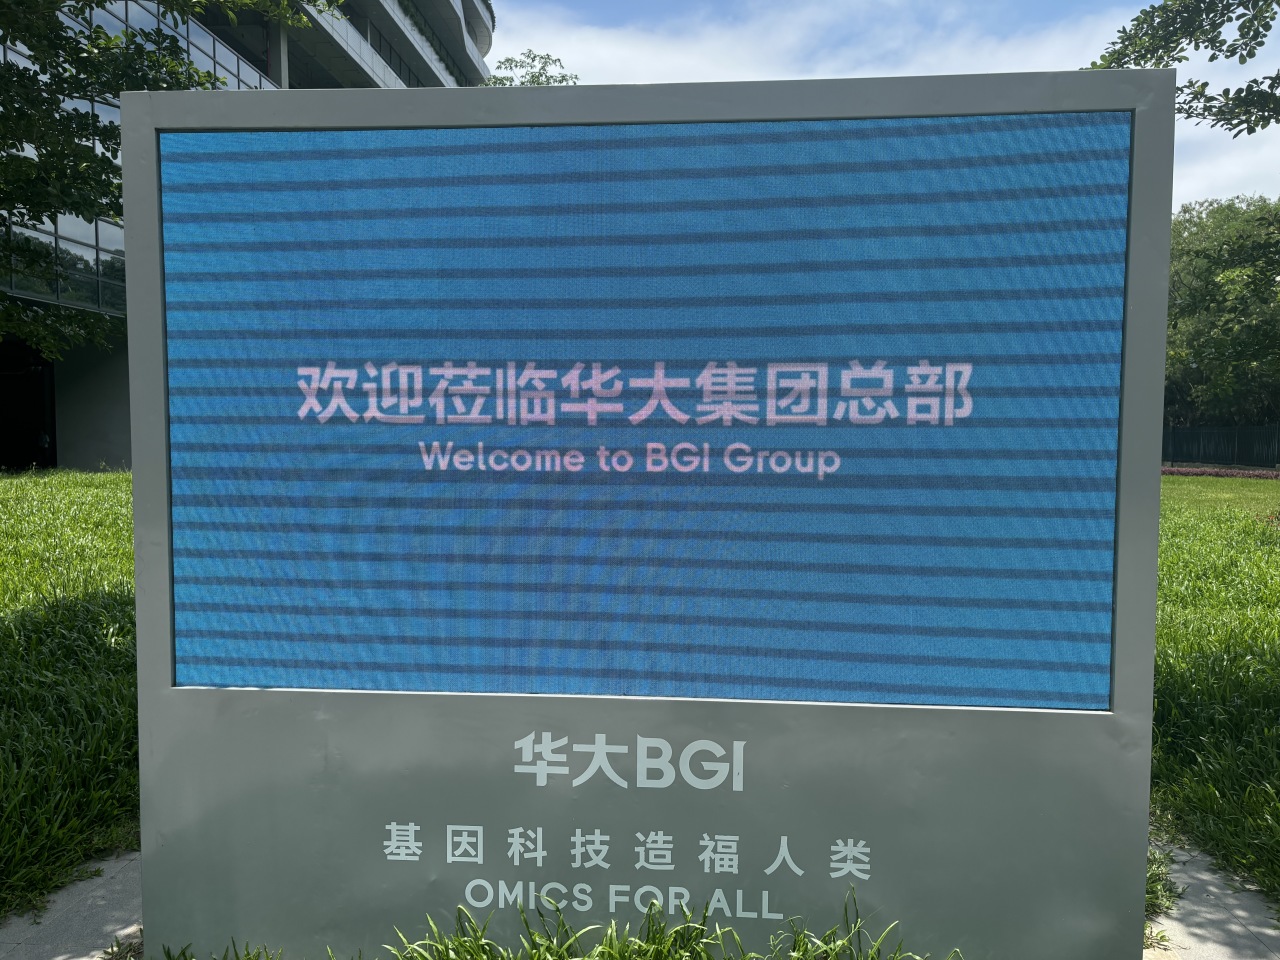 欢迎莅临华大集团总部
Welcome to BGI Group
华大BGI
基因科技造福人类
OMICS FOR ALL